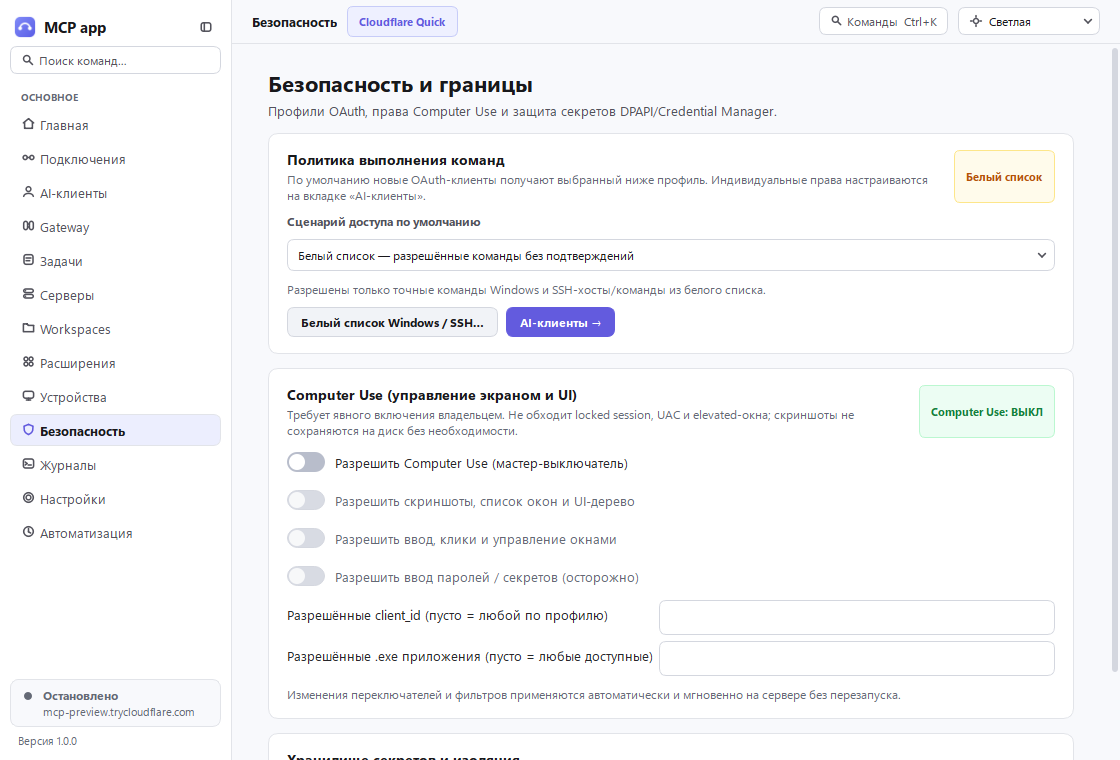 MCP app
Поиск команд...
ОСНОВНОЕ
Главная
Подключения
AI-клиенты
Gateway
Задачи
Серверы
Workspaces
Расширения
Устройства
Безопасность
Журналы
Настройки
Автоматизация
Остановлено
mcp-preview.trycloudflare.com
Версия 1.0.0
Безопасность
Cloudflare Quick
Команды Ctrl+K
Светлая
Безопасность и границы
Профили OAuth, права Computer Use и защита секретов DPAPI/Credential Manager.
Политика выполнения команд
По умолчанию новые OAuth-клиенты получают выбранный ниже профиль. Индивидуальные права настраиваются
на вкладке «AI-клиенты».
Белый список
Сценарий доступа по умолчанию
Белый список — разрешённые команды без подтверждений
Разрешены только точные команды Windows и SSH-хосты/команды из белого списка.
Белый список Windows / SSH...
AI-клиенты →
Computer Use (управление экраном и UI)
Требует явного включения владельцем. Не обходит locked session, UAC и elevated-окна; скриншоты не
сохраняются на диск без необходимости.
Computer Use: ВЫКЛ
Разрешить Computer Use (мастер-выключатель)
Разрешить скриншоты, список окон и UI-дерево
Разрешить ввод, клики и управление окнами
Разрешить ввод паролей / секретов (осторожно)
Разрешённые client_id (пусто = любой по профилю)
Разрешённые .exe приложения (пусто = любые доступные)
Изменения переключателей и фильтров применяются автоматически и мгновенно на сервере без перезапуска.
Хранилище секретов и изоляция